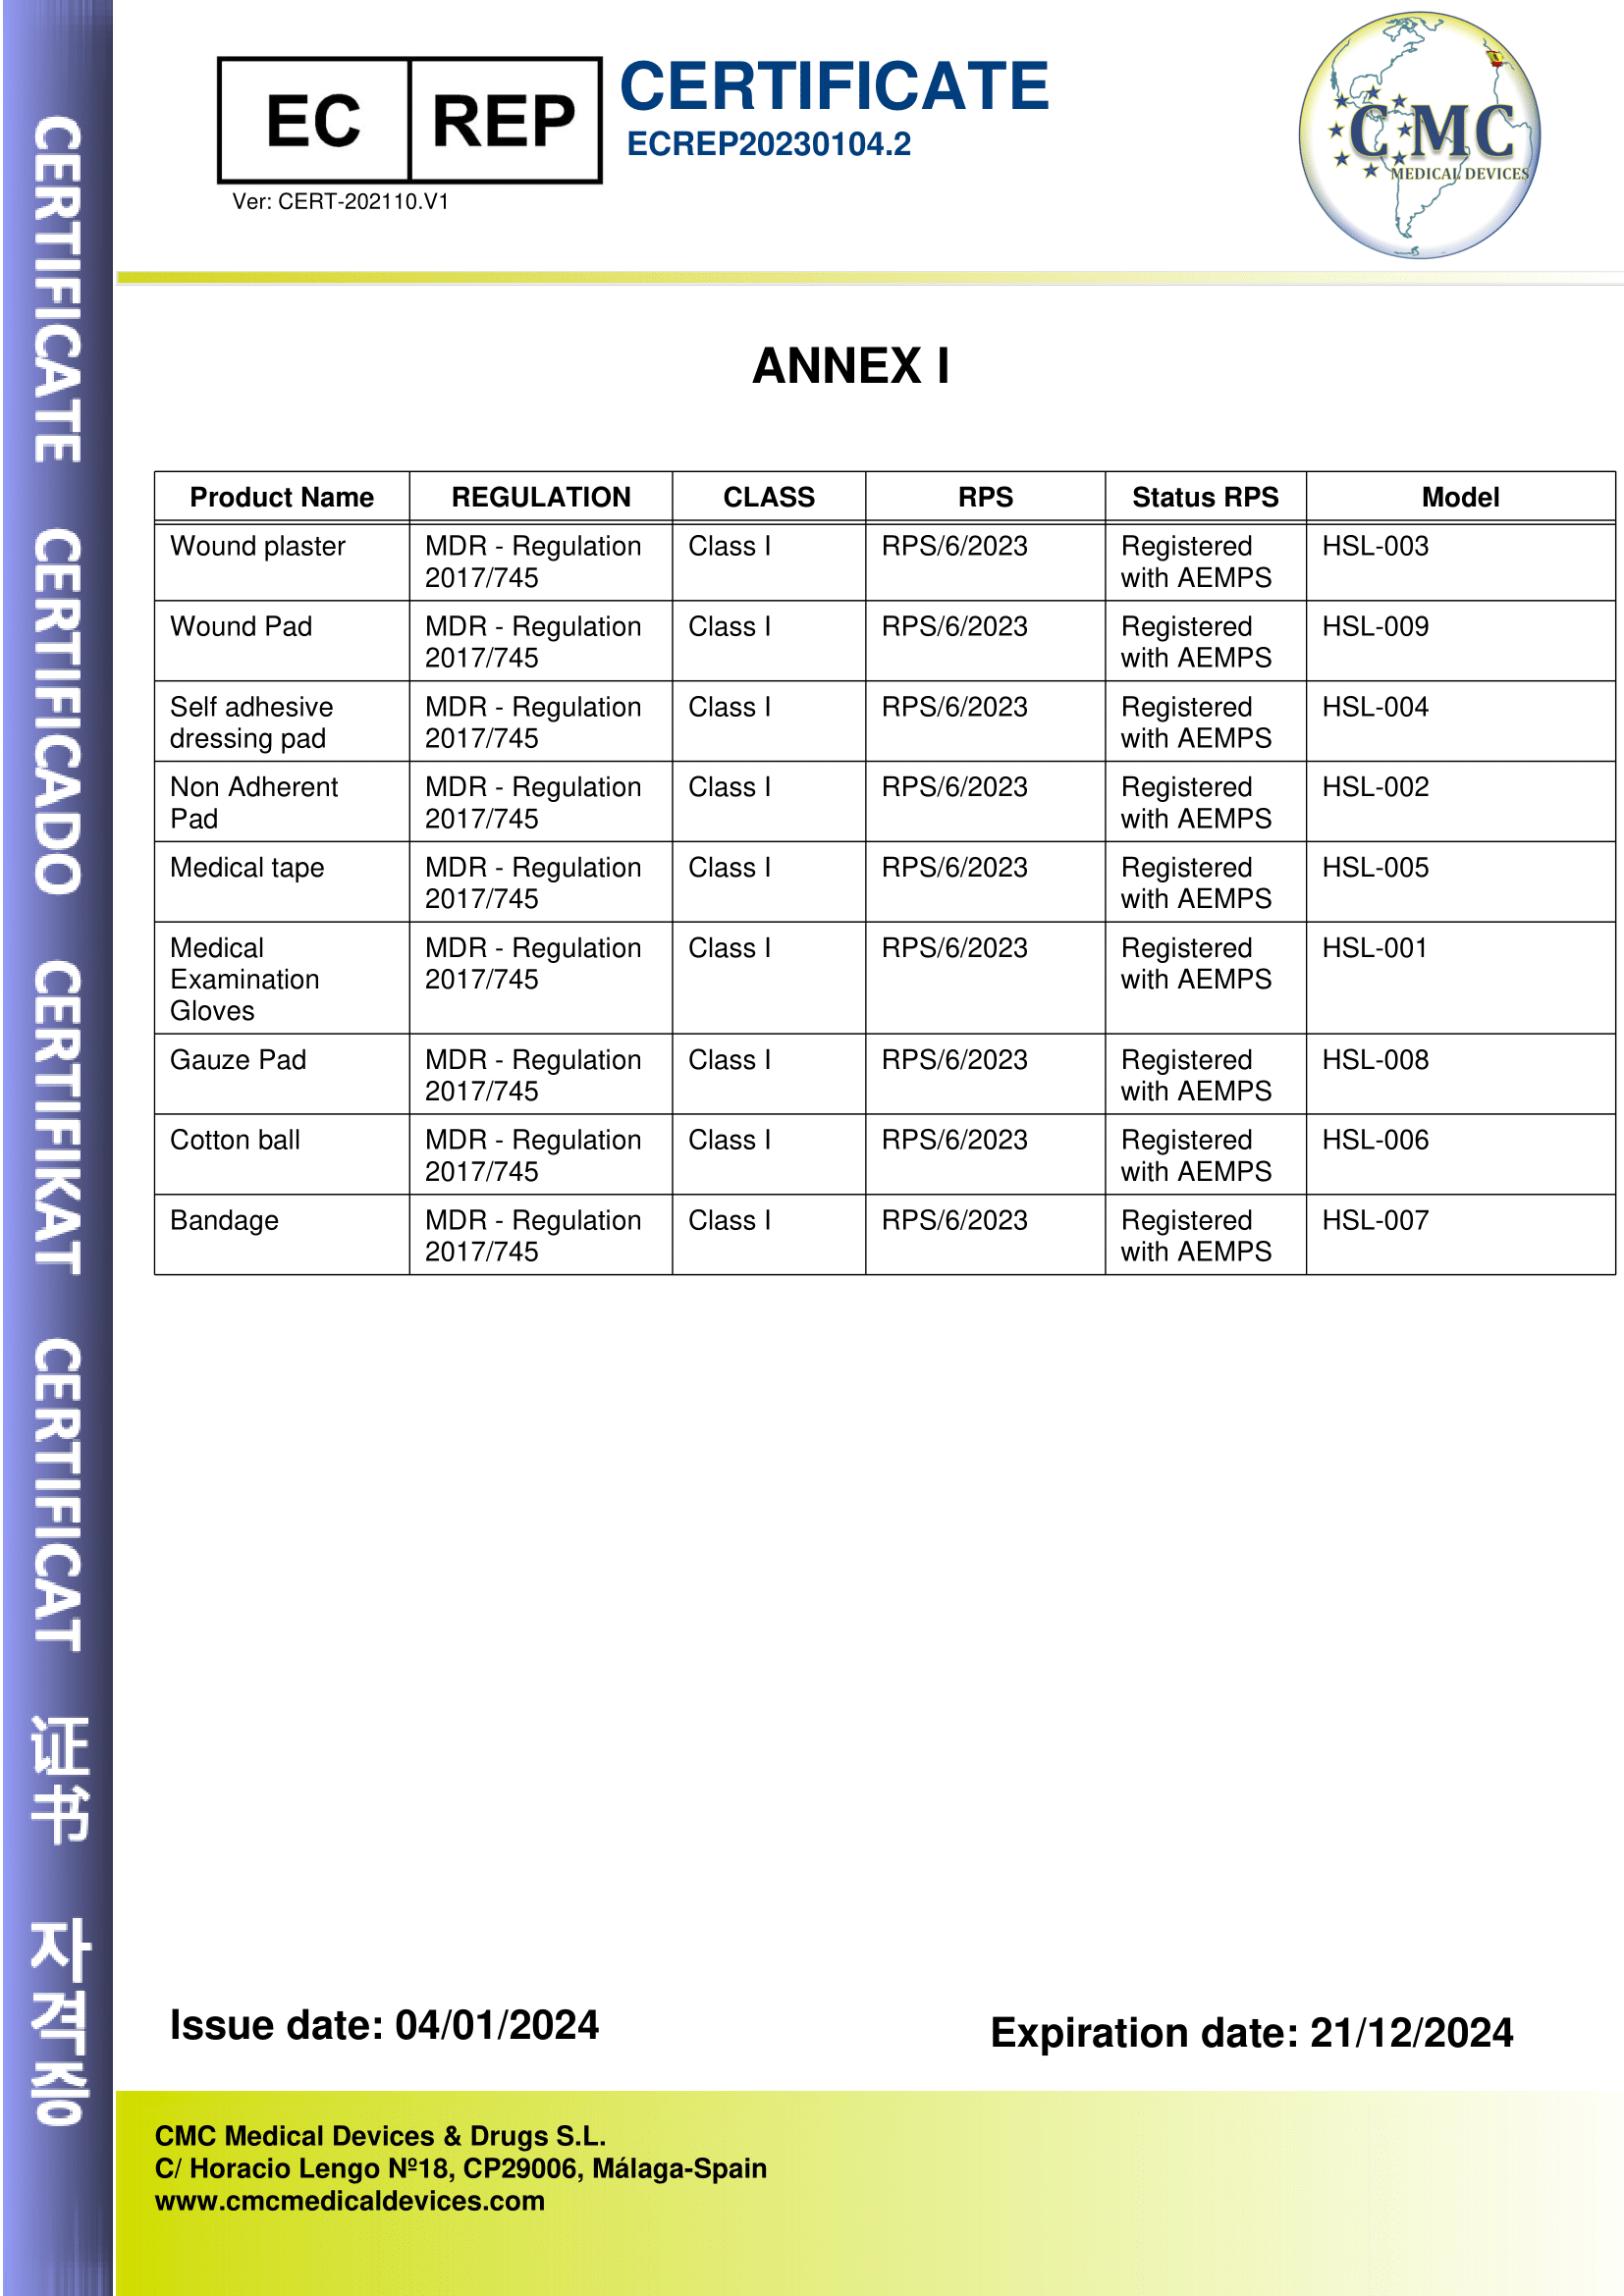 EC REP
CERTIFICATE
ECREP20230104.2
Ver: CERT-202110.V1
CMC
MEDICAL DEVICES
CERTIFICATE CERTIFICADO CERTIFIKAT CERTIFICAT 证书 자격증
ANNEX I
Product Name REGULATION CLASS RPS Status RPS Model
Wound plaster MDR - Regulation Class I RPS/6/2023 Registered HSL-003
2017/745 with AEMPS
Wound Pad MDR - Regulation Class I RPS/6/2023 Registered HSL-009
2017/745 with AEMPS
Self adhesive MDR - Regulation Class I RPS/6/2023 Registered HSL-004
dressing pad 2017/745 with AEMPS
Non Adherent MDR - Regulation Class I RPS/6/2023 Registered HSL-002
Pad 2017/745 with AEMPS
Medical tape MDR - Regulation Class I RPS/6/2023 Registered HSL-005
2017/745 with AEMPS
Medical MDR - Regulation Class I RPS/6/2023 Registered HSL-001
Examination 2017/745 with AEMPS
Gloves
Gauze Pad MDR - Regulation Class I RPS/6/2023 Registered HSL-008
2017/745 with AEMPS
Cotton ball MDR - Regulation Class I RPS/6/2023 Registered HSL-006
2017/745 with AEMPS
Bandage MDR - Regulation Class I RPS/6/2023 Registered HSL-007
2017/745 with AEMPS
Issue date: 04/01/2024
Expiration date: 21/12/2024
CMC Medical Devices & Drugs S.L.
C/ Horacio Lengo Nº18, CP29006, Málaga-Spain
www.cmcmedicaldevices.com